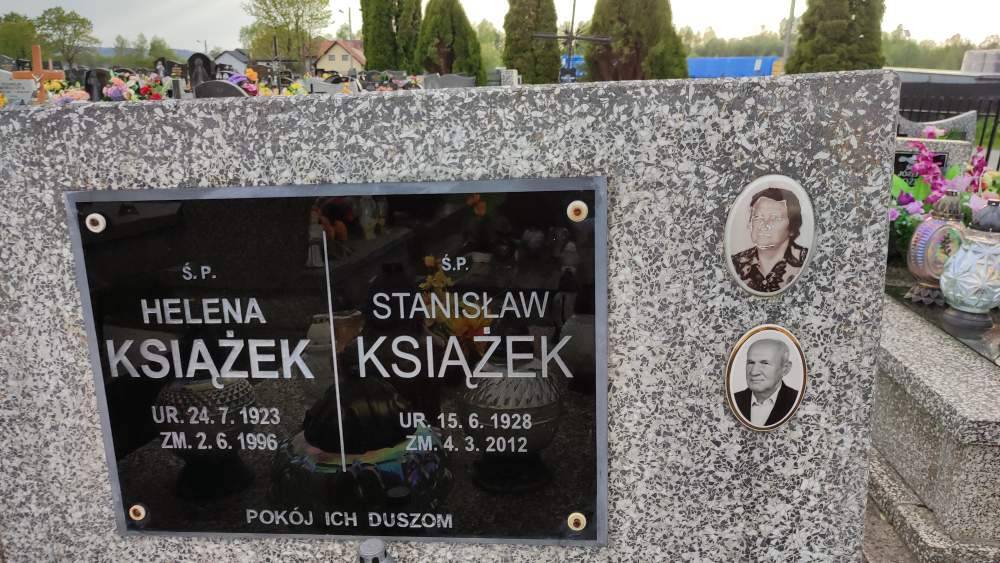 Ś.P.
HELENA
KSIĄŻEK
UR. 24.7.1923
ZM. 2.6.1996
Ś.P.
STANISŁAW
KSIĄŻEK
UR. 15.6.1928
ZM. 4.3.2012
POKÓJ ICH DUSZOM